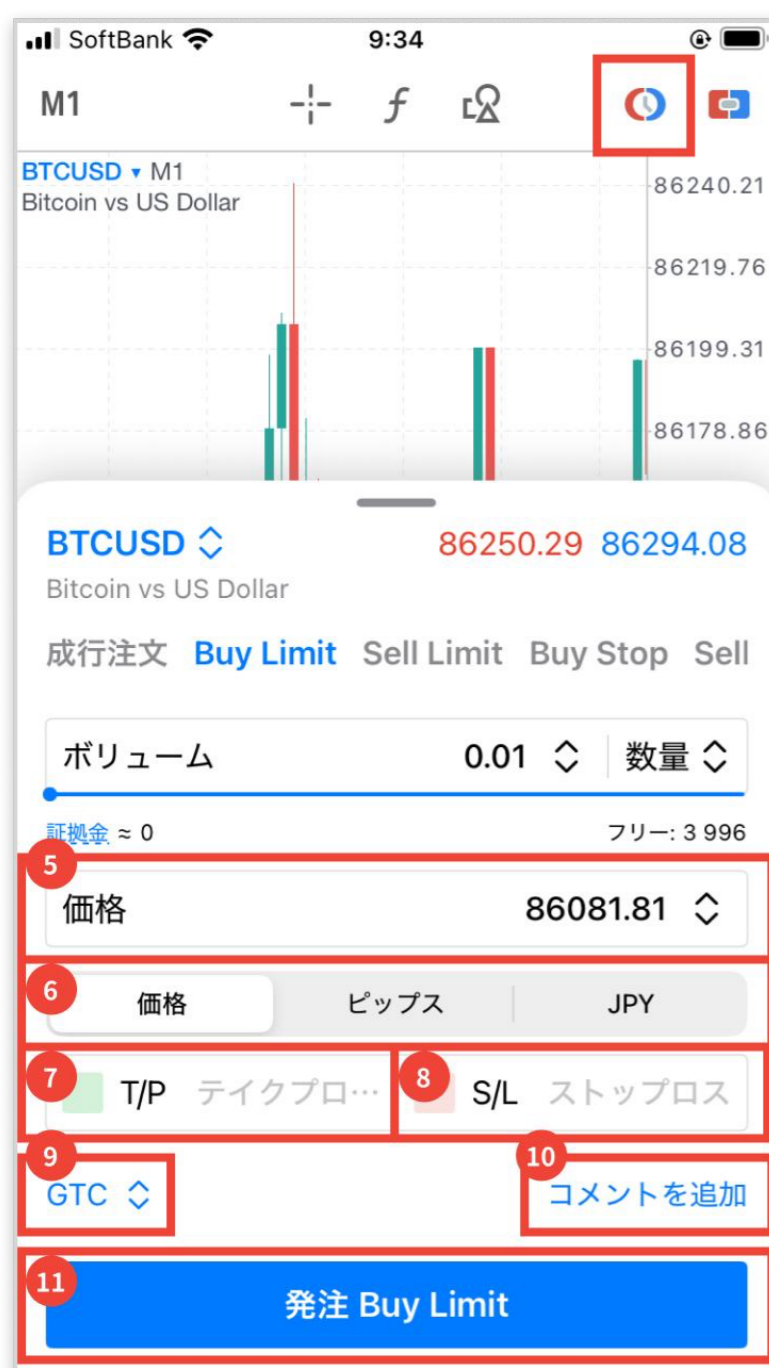 SoftBank 9:34
M1 f
BTCUSD ▾ M1
Bitcoin vs US Dollar
86240.21
86219.76
86199.31
86178.86
BTCUSD 86250.29 86294.08
Bitcoin vs US Dollar
成行注文 Buy Limit Sell Limit Buy Stop Sell
ボリューム 0.01 数量
証拠金 ≈ 0 フリー: 3 996
5
価格 86081.81
6 価格 ピップス JPY
7 T/P テイクプロ… 8 S/L ストップロス
9 10
GTC コメントを追加
11 発注 Buy Limit